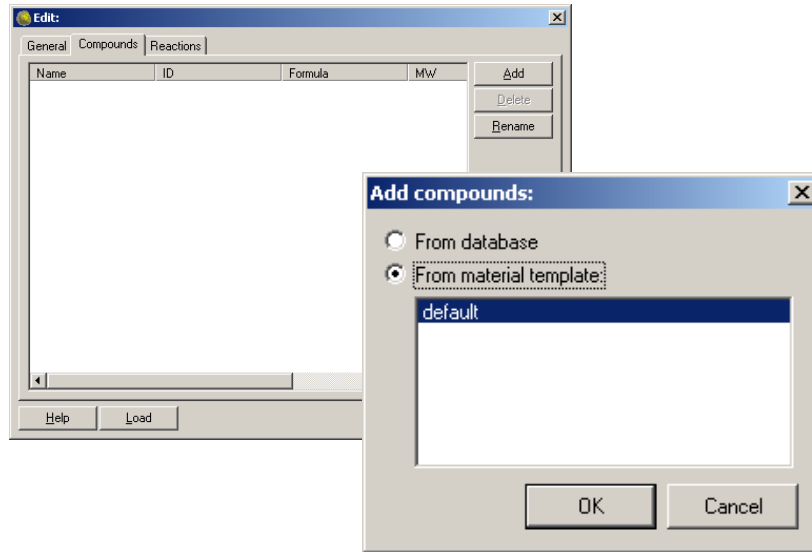 Edit:
General Compounds Reactions
Name ID Formula MW Add
Delete
Rename
Add compounds:
From database
From material template:
default
Help Load
OK Cancel